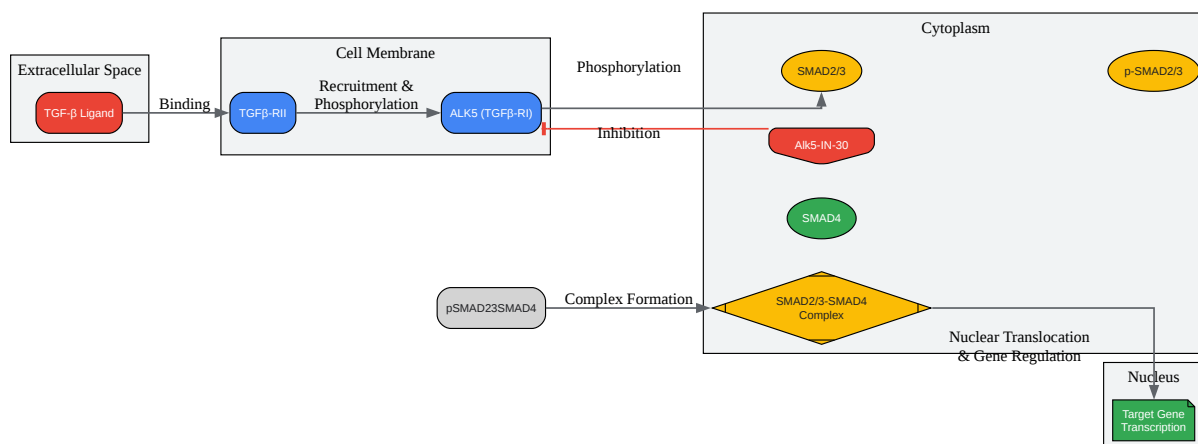 Extracellular Space
TGF-β Ligand
Binding
Cell Membrane
TGFβ-RII
Recruitment &
Phosphorylation
ALK5 (TGFβ-RI)
Phosphorylation
Inhibition
Cytoplasm
SMAD2/3
p-SMAD2/3
Alk5-IN-30
SMAD4
pSMAD23SMAD4
Complex Formation
SMAD2/3-SMAD4
Complex
Nuclear Translocation
& Gene Regulation
Nucleus
Target Gene
Transcription